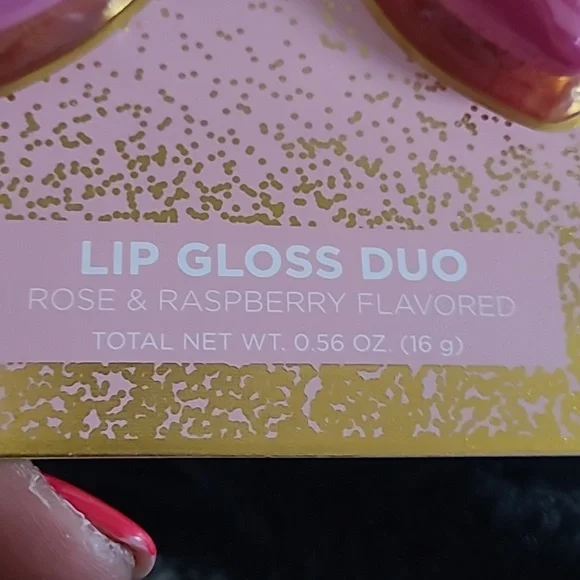 LIP GLOSS DUO
ROSE & RASPBERRY FLAVORED
TOTAL NET WT. 0.56 OZ. (16 g)